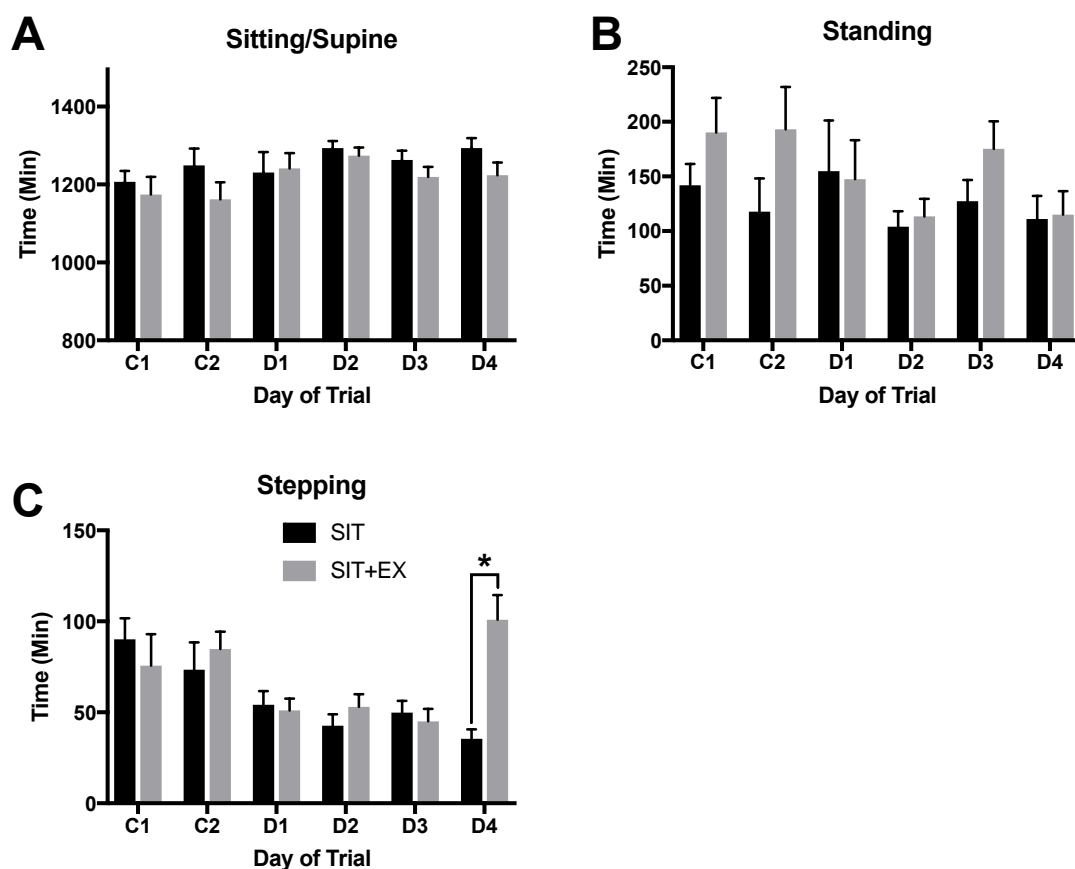 A
Sitting/Supine
Time (Min)
1400
1200
1000
800
C1 C2 D1 D2 D3 D4
Day of Trial
B
Standing
Time (Min)
250
200
150
100
50
0
C1 C2 D1 D2 D3 D4
Day of Trial
C
Stepping
SIT
SIT+EX
*
Time (Min)
150
100
50
0
C1 C2 D1 D2 D3 D4
Day of Trial